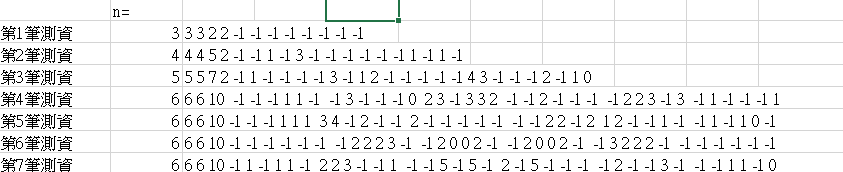 n=
第1筆測資 3 3 3 2 2 -1 -1 -1 -1 -1 -1 -1 -1
第2筆測資 4 4 4 5 2 -1 -1 1 -1 3 -1 -1 -1 -1 -1 -1 1 -1 1 -1
第3筆測資 5 5 5 7 2 -1 1 -1 -1 -1 -1 3 -1 1 2 -1 -1 -1 -1 -1 4 3 -1 -1 -1 2 -1 1 0
第4筆測資 6 6 6 10 -1 -1 -1 1 1 -1 -1 3 -1 -1 -1 0 2 3 -1 3 3 2 -1 -1 2 -1 -1 -1 -1 2 2 3 -1 3 -1 1 -1 -1 -1 1
第5筆測資 6 6 6 10 -1 -1 -1 1 1 1 3 4 -1 2 -1 -1 2 -1 -1 -1 -1 -1 -1 -1 2 2 -1 2 1 2 -1 -1 1 -1 -1 1 -1 1 0 -1
第6筆測資 6 6 6 10 -1 -1 -1 -1 -1 -1 -1 2 2 2 3 -1 -1 2 0 0 2 -1 -1 2 0 0 2 -1 -1 3 2 2 2 -1 -1 -1 -1 -1 -1 -1
第7筆測資 6 6 6 10 -1 1 -1 1 1 -1 2 2 3 -1 -1 1 -1 -1 5 -1 5 -1 2 -1 5 -1 -1 -1 -1 2 -1 -1 3 -1 -1 -1 1 1 -1 0